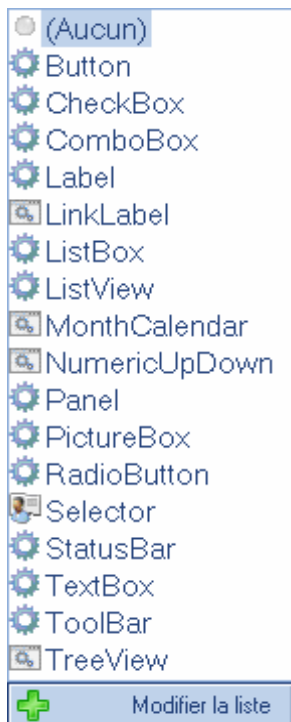 (Aucun)
Button
CheckBox
ComboBox
Label
LinkLabel
ListBox
ListView
MonthCalendar
NumericUpDown
Panel
PictureBox
RadioButton
Selector
StatusBar
TextBox
ToolBar
TreeView
Modifier la liste